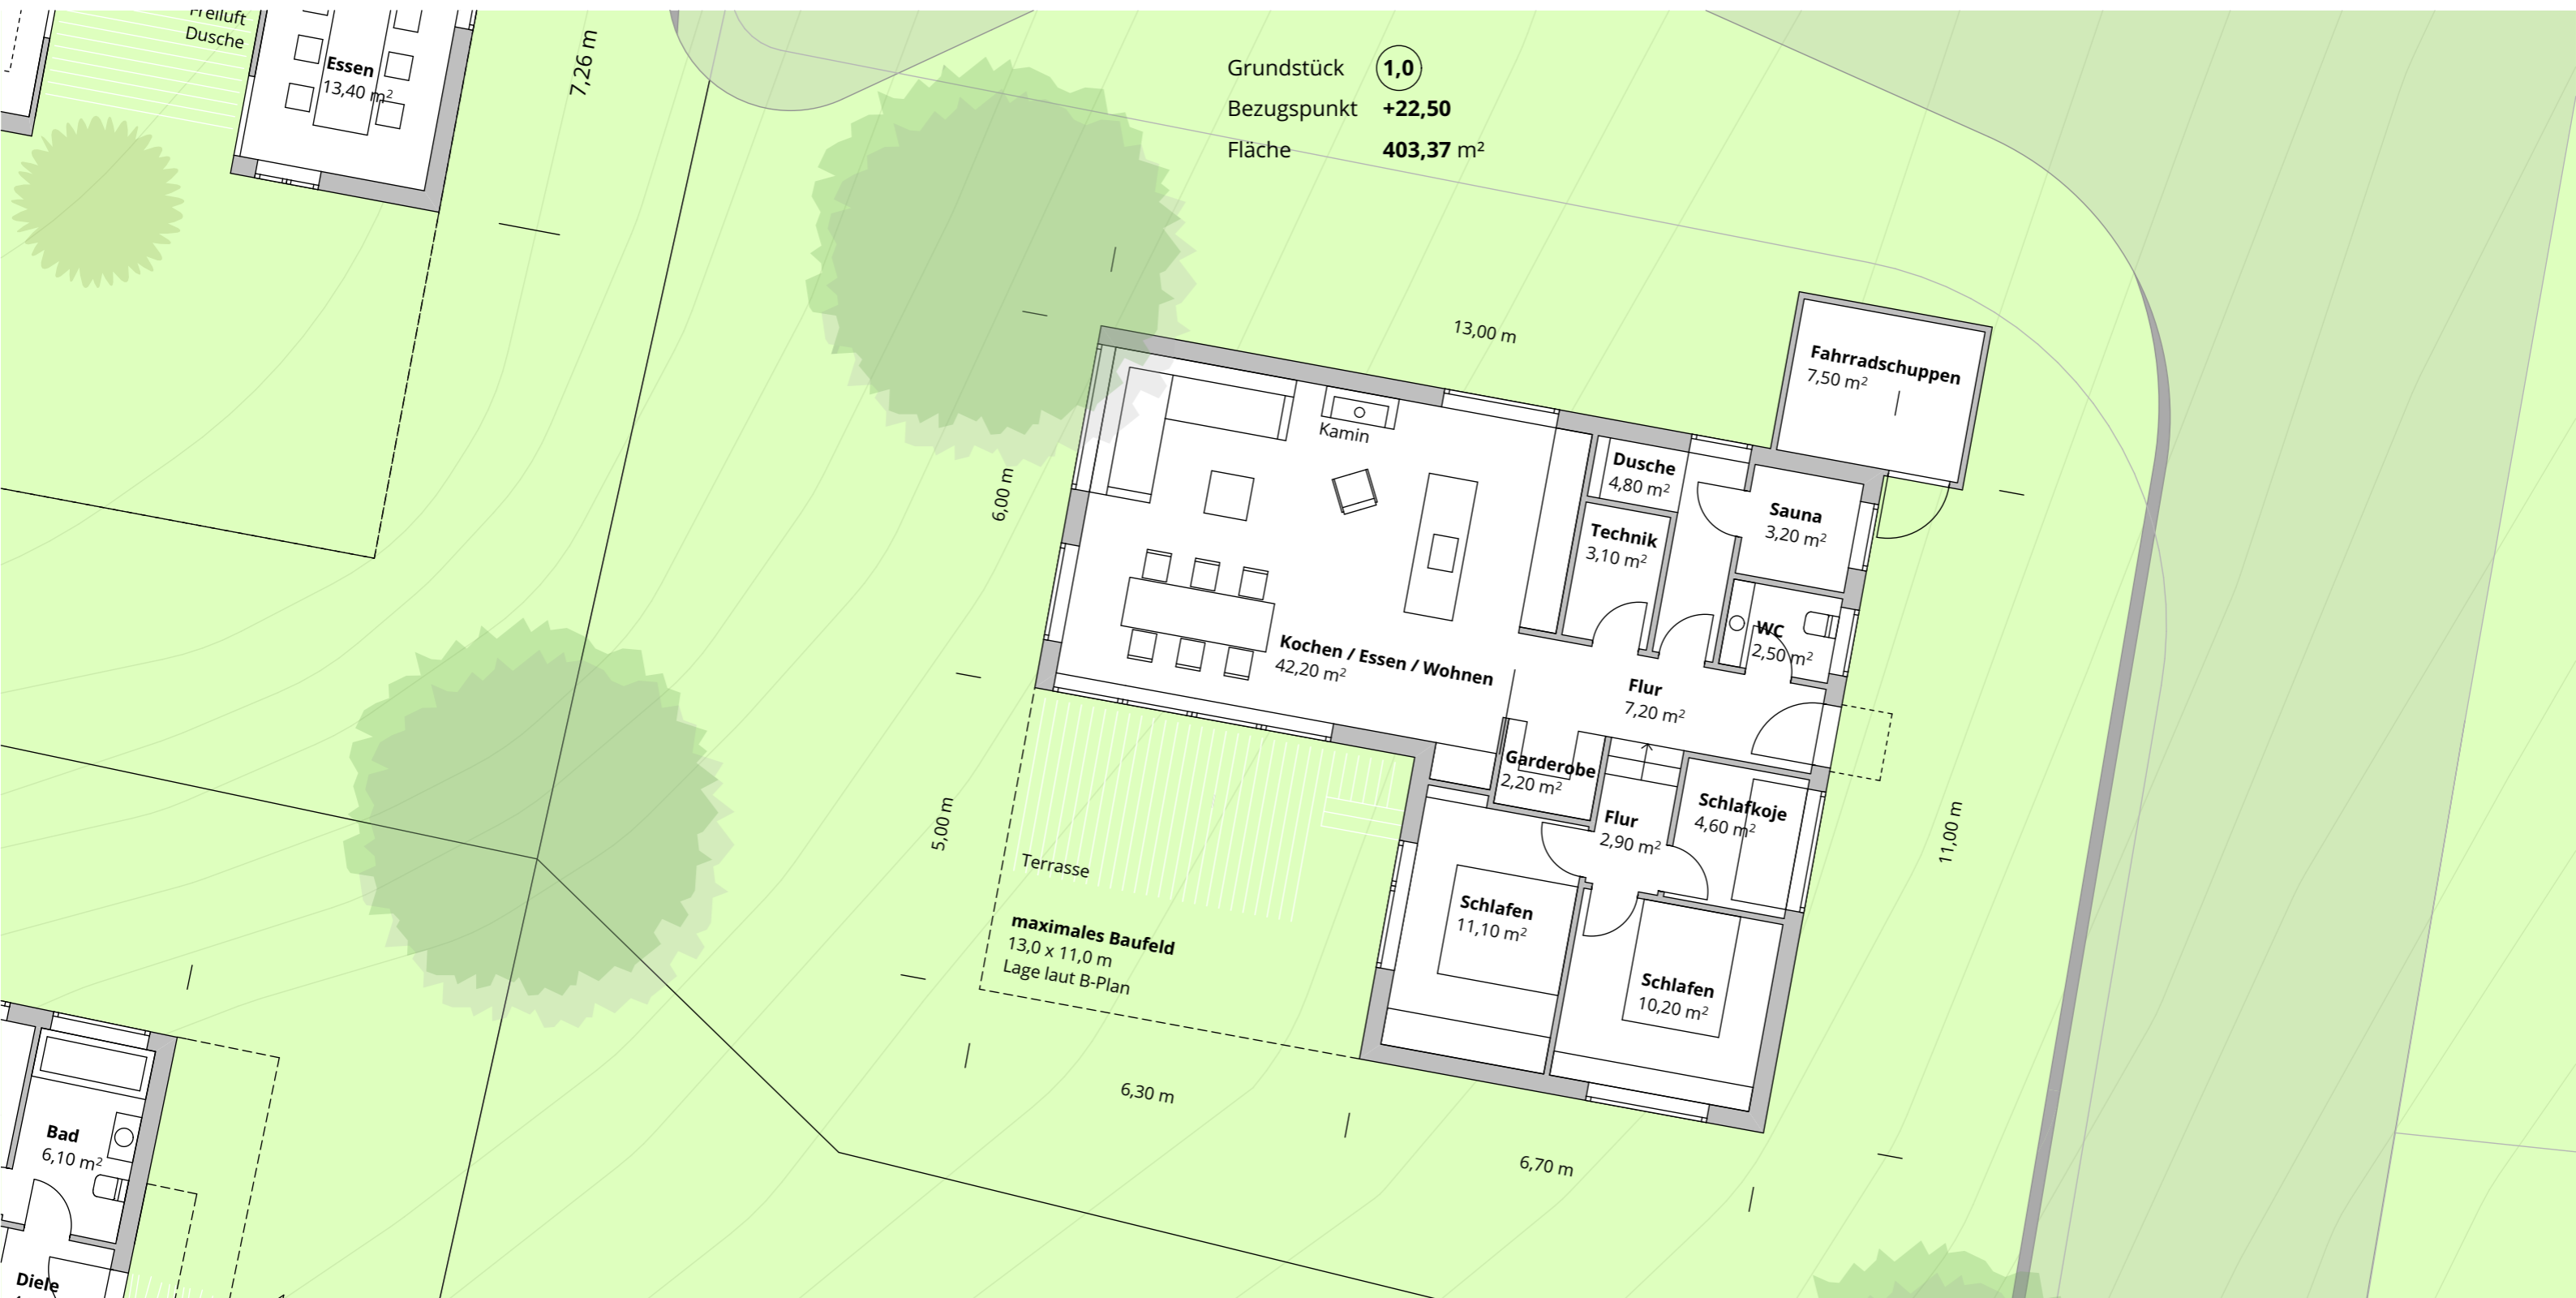 Freiluft
Dusche
Essen
13,40 m²
7,26 m
Grundstück 1,0
Bezugspunkt +22,50
Fläche 403,37 m²
13,00 m
Fahrradschuppen
7,50 m²
Kamin
6,00 m
Dusche
4,80 m²
Sauna
3,20 m²
Technik
3,10 m²
WC
2,50 m²
Kochen / Essen / Wohnen
42,20 m²
Flur
7,20 m²
Garderobe
2,20 m²
Flur
2,90 m²
Schlafkoje
4,60 m²
11,00 m
5,00 m
Terrasse
maximales Baufeld
13,0 x 11,0 m
Lage laut B-Plan
Schlafen
11,10 m²
Schlafen
10,20 m²
6,30 m
6,70 m
Bad
6,10 m²
Diele